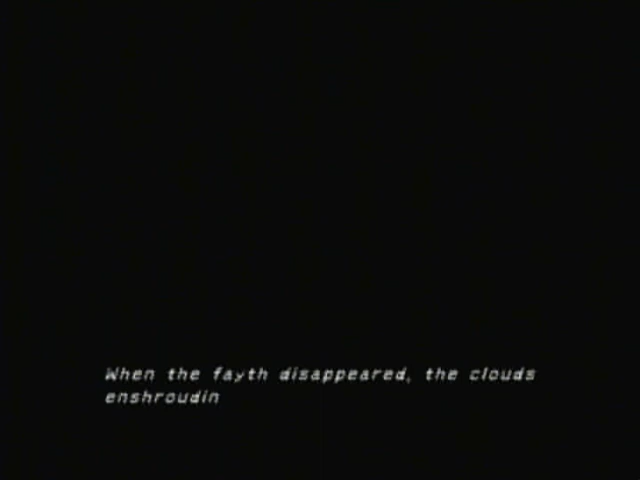 When the fayth disappeared, the clouds
enshroudin